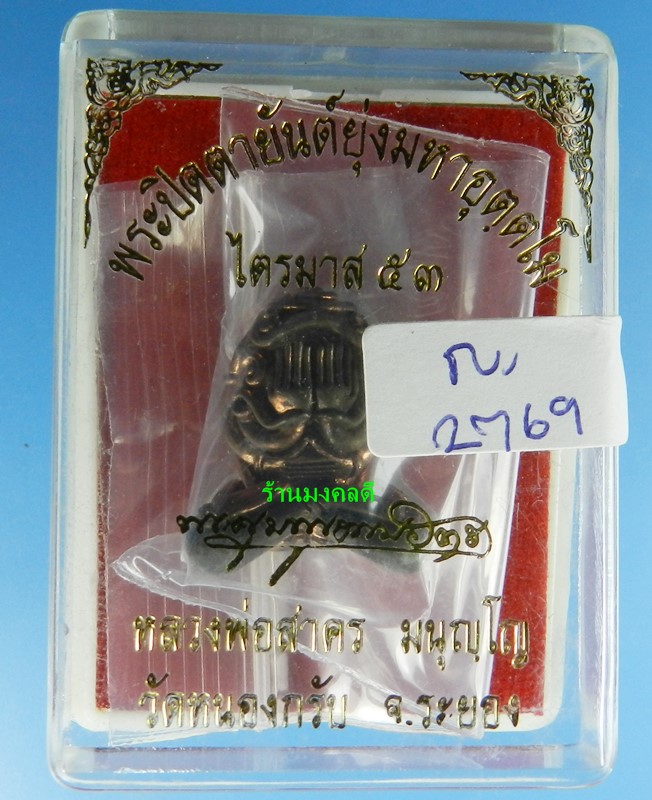 พระปิดตายันต์ยุ่งมหาอุตฺตโม
ไตรมาส ๕๓
ณ
2769
ร้านมงคลดี
หลวงพ่อสาคร มนุญฺโญ
วัดหนองกรับ จ.ระยอง